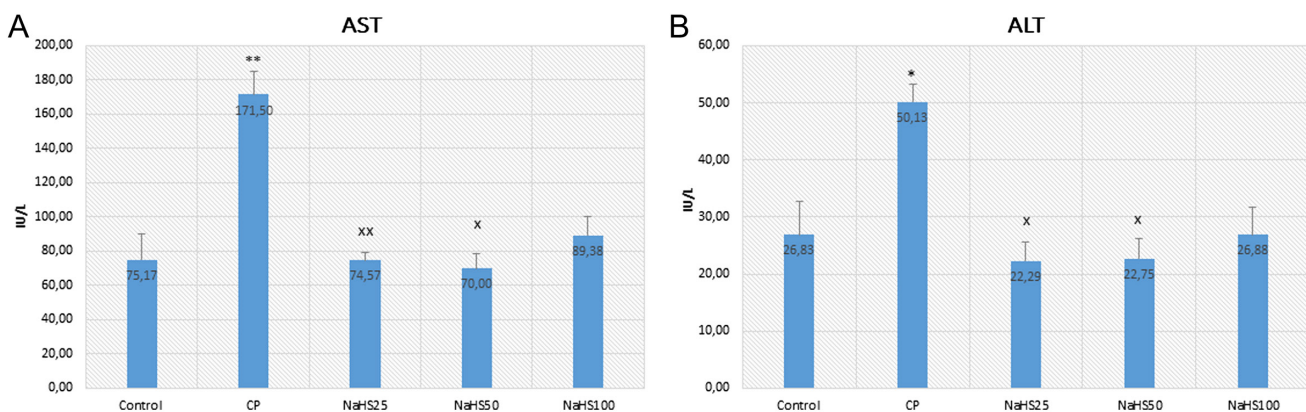 A
AST
200,00
180,00
160,00
140,00
120,00
100,00
80,00
60,00
40,00
20,00
0,00
IU/L
**
171,50
75,17
xx
74,57
x
70,00
89,38
Control
CP
NaHS25
NaHS50
NaHS100
B
ALT
60,00
50,00
40,00
30,00
20,00
10,00
0,00
IU/L
*
50,13
26,83
x
22,29
x
22,75
26,88
Control
CP
NaHS25
NaHS50
NaHS100